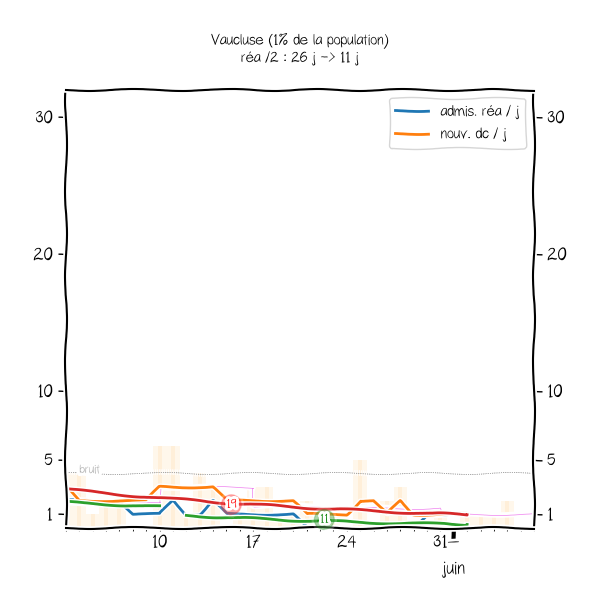 Vaucluse (1% de la population)
réa /2 : 26 j -> 11 j
admis. réa / j
nouv. dc / j
30
30
20
20
10
10
5
5
bruit
1
1
19
11
10
17
24
31
juin